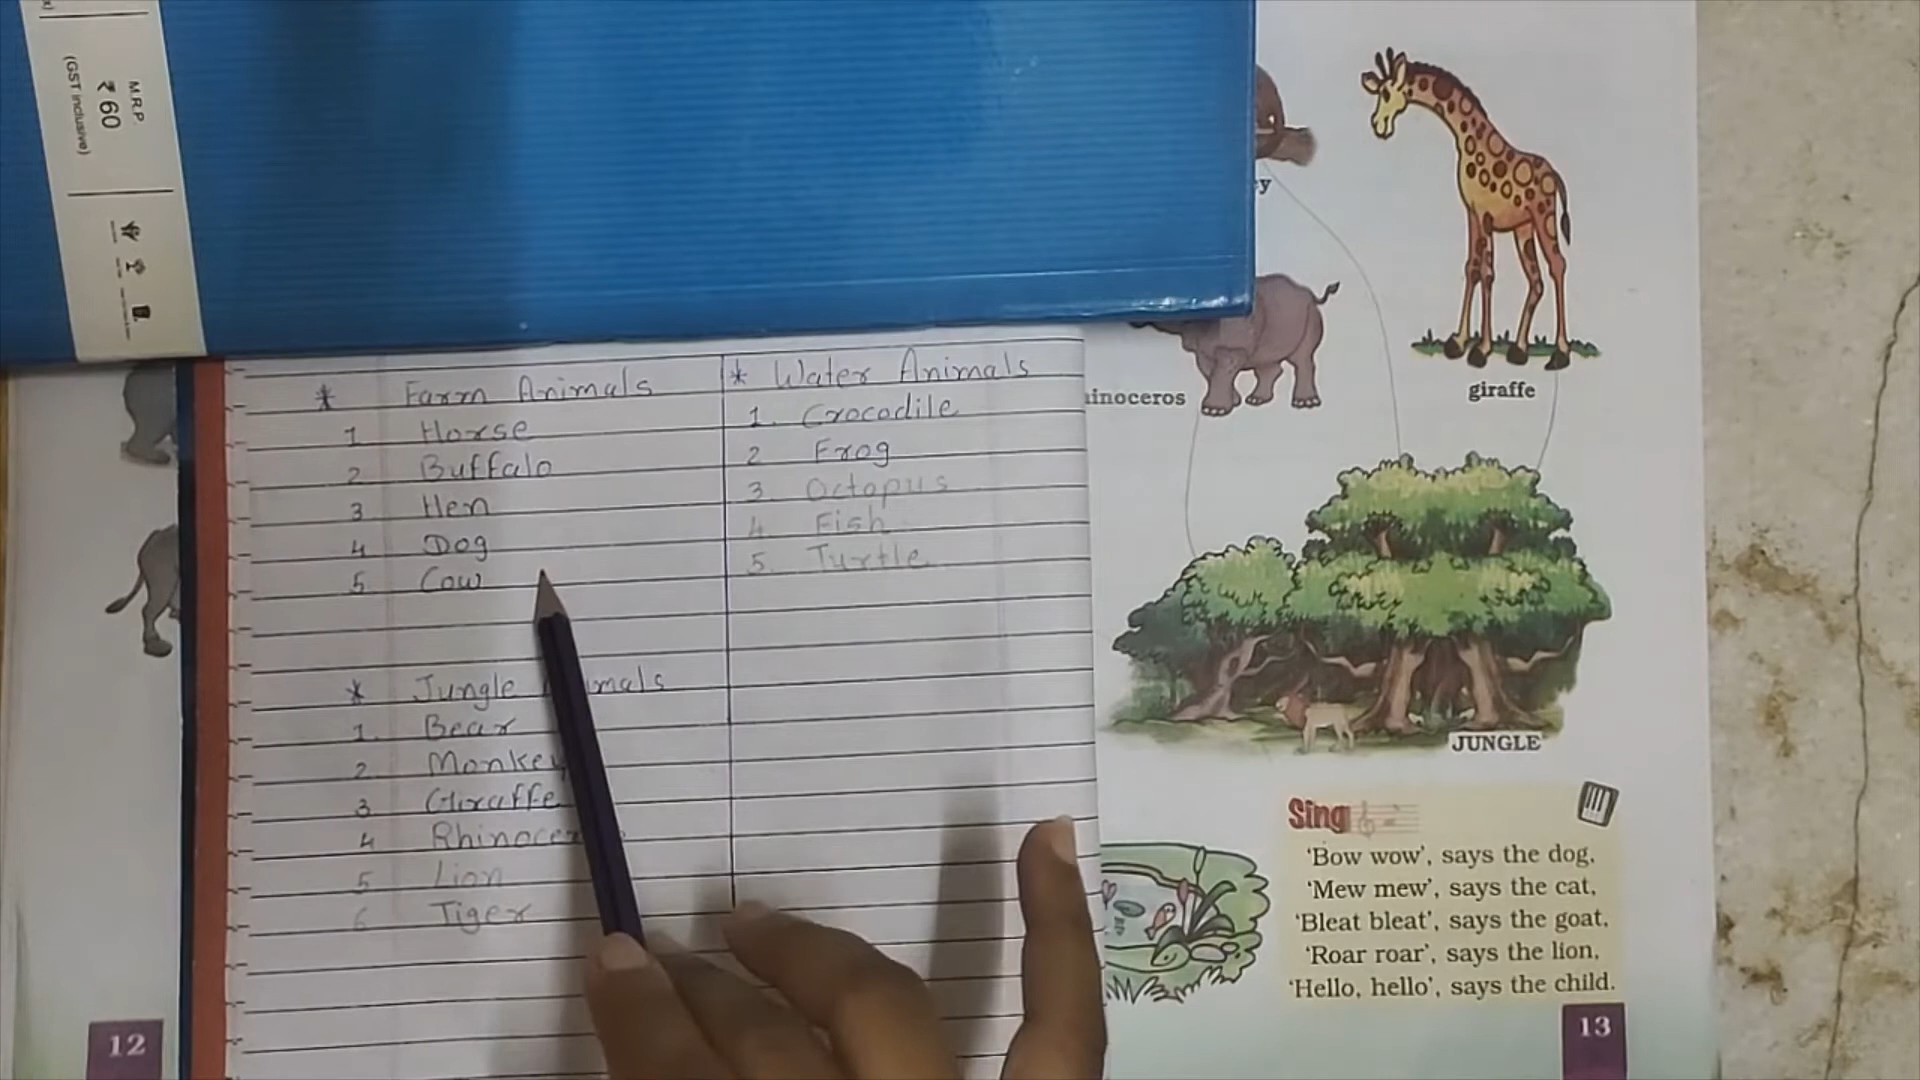 M.R.P.
₹ 60
(GST inclusive)
* Farm Animals
1 Horse
2 Buffalo
3 Hen
4 Dog
5. Cow
* Water Animals
1. Crocodile
2 Frog
3. Octopus
4. Fish
5. Turtle
* Jungle
1. Bear
2. Monkey
3 Giraffe
4
5 Lion
6 Tiger
giraffe
JUNGLE
Sing
‘Bow wow’, says the dog,
‘Mew mew’, says the cat,
‘Bleat bleat’, says the goat,
‘Roar roar’, says the lion,
‘Hello, hello’, says the child.
12
13